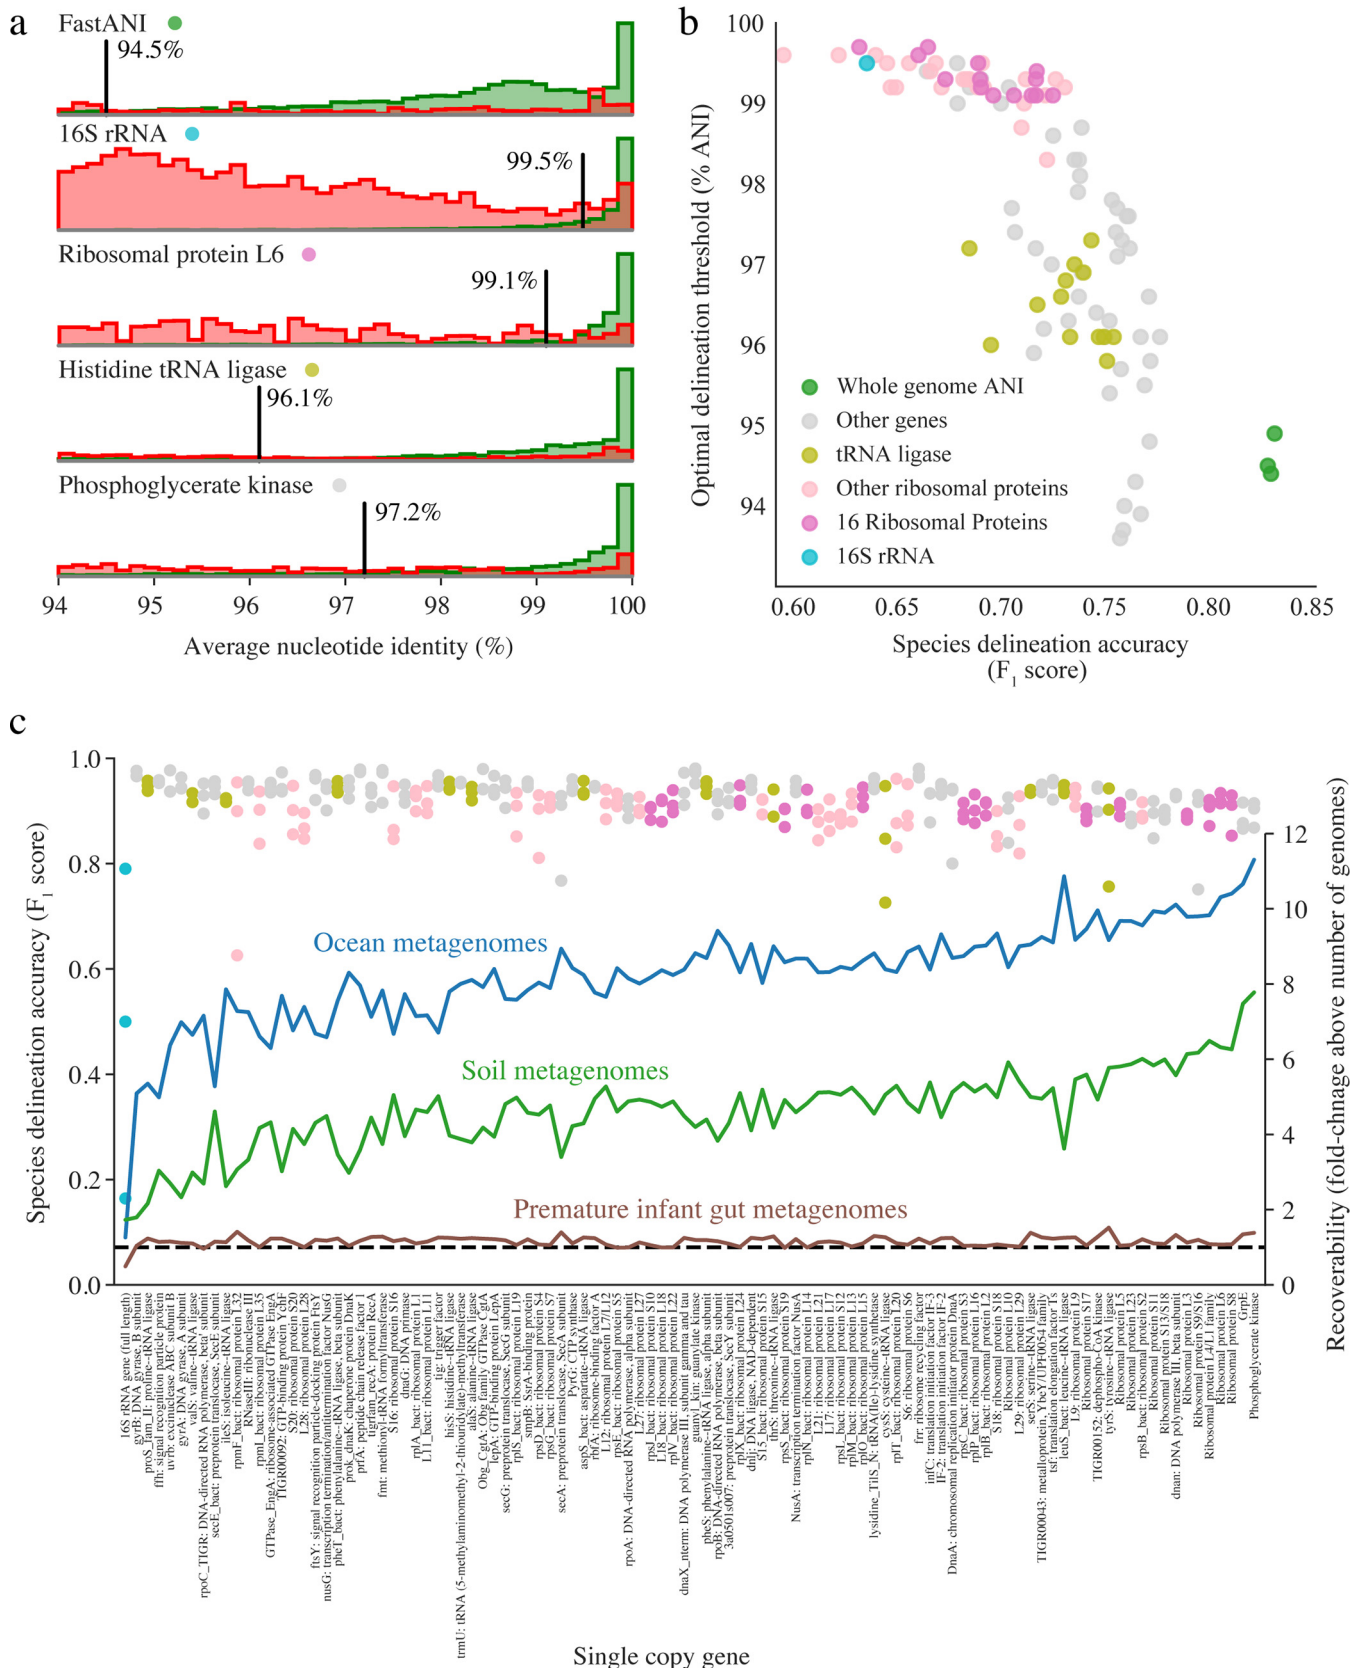 a
FastANI
94.5%
16S rRNA
99.5%
Ribosomal protein L6
99.1%
Histidine tRNA ligase
96.1%
Phosphoglycerate kinase
97.2%
94 95 96 97 98 99 100
Average nucleotide identity (%)
b
Optimal delineation threshold (% ANI)
100
99
98
97
96
95
94
Whole genome ANI
Other genes
tRNA ligase
Other ribosomal proteins
16 Ribosomal Proteins
16S rRNA
0.60 0.65 0.70 0.75 0.80 0.85
Species delineation accuracy
(F1 score)
c
Species delineation accuracy (F1 score)
1.0
0.8
0.6
0.4
0.2
0.0
Ocean metagenomes
Soil metagenomes
Premature infant gut metagenomes
12
10
8
6
4
2
0
Recoverability (fold-chnage above number of genomes)
16S rRNA gene (full length)
gyrB: DNA gyrase, B subunit
proS_fam_II: proline--tRNA ligase
ffh: signal recognition particle protein
uvrb: excinuclease ABC subunit B
gyrA: DNA gyrase, A subunit
valS: valine--tRNA ligase
rpoC_TIGR: DNA-directed RNA polymerase, beta' subunit
secE_bact: preprotein translocase, SecE subunit
ileS: isoleucine--tRNA ligase
rpmF_bact: ribosomal protein L32
RNaseIII: ribonuclease III
rpmI_bact: ribosomal protein L35
GTPase_EngA: ribosome-associated GTPase EngA
TIGR00092: GTP-binding protein YchF
S20: ribosomal protein S20
L28: ribosomal protein L28
ftsY: signal recognition particle-docking protein FtsY
nusG: transcription termination/antitermination factor NusG
pheT_bact: phenylalanine--tRNA ligase, beta subunit
prok_dnaK: chaperone protein DnaK
prfA: peptide chain release factor 1
tigrfam_recA: protein RecA
fmt: methionyl-tRNA formyltransferase
S16: ribosomal protein S16
dnaG: DNA primase
rplA_bact: ribosomal protein L1
L11_bact: ribosomal protein L11
tig: trigger factor
hisS: histidine--tRNA ligase
trmU: tRNA (5-methylaminomethyl-2-thiouridylate)-methyltransferase
alaS: alanine--tRNA ligase
Obg_CgtA: Obg family GTPase CgtA
lepA: GTP-binding protein LepA
secG: preprotein translocase, SecG subunit
rplS_bact: ribosomal protein L19
smpB: SsrA-binding protein
rpsD_bact: ribosomal protein S4
rpsG_bact: ribosomal protein S7
secA: preprotein translocase, SecA subunit
PyrG: CTP synthase
aspS_bact: aspartate--tRNA ligase
rbfA: ribosome-binding factor A
L12: ribosomal protein L7/L12
rpsE_bact: ribosomal protein S5
rpoA: DNA-directed RNA polymerase, alpha subunit
L27: ribosomal protein L27
rpsJ_bact: ribosomal protein S10
L18_bact: ribosomal protein L18
rplV_bact: ribosomal protein L22
dnaX_nterm: DNA polymerase III, subunit gamma and tau
guanyl_kin: guanylate kinase
pheS: phenylalanine--tRNA ligase, alpha subunit
rpoB: DNA-directed RNA polymerase, beta subunit
3a0501s007: preprotein translocase, SecY subunit
rplX_bact: ribosomal protein L24
dnlj: DNA ligase, NAD-dependent
S15_bact: ribosomal protein S15
thrS: threonine--tRNA ligase
rpsS_bact: ribosomal protein S19
NusA: transcription termination factor NusA
rplN_bact: ribosomal protein L14
L21: ribosomal protein L21
L17: ribosomal protein L17
rpsL_bact: ribosomal protein S12
rplM_bact: ribosomal protein L13
rplO_bact: ribosomal protein L15
lysidine_TilS_N: tRNA(Ile)-lysidine synthetase
cysS: cysteine--tRNA ligase
rplT_bact: ribosomal protein L20
S6: ribosomal protein S6
frr: ribosome recycling factor
infC: translation initiation factor IF-3
IF-2: translation initiation factor IF-2
DnaA: chromosomal replication initiator protein DnaA
rpsC_bact: ribosomal protein S3
rplP_bact: ribosomal protein L16
rplB_bact: ribosomal protein L2
S18: ribosomal protein S18
Ribonuclease HII
L29: ribosomal protein L29
serS: serine--tRNA ligase
TIGR00043: metalloprotein, YbeY/UPF0054 family
tsf: translation elongation factor Ts
leuS_bact: leucine--tRNA ligase
L9: ribosomal protein L9
Ribosomal protein S17
TIGR00152: dephospho-CoA kinase
tyrS: tyrosine--tRNA ligase
Ribosomal protein L5
Ribosomal protein L23
rpsB_bact: ribosomal protein S2
Ribosomal protein S11
Ribosomal protein S13/S18
dnan: DNA polymerase III, beta subunit
Ribosomal protein L3
Ribosomal protein S9/S16
Ribosomal protein L4/L1 family
Ribosomal protein L6
Ribosomal protein S8
GrpE
Phosphoglycerate kinase
Single copy gene